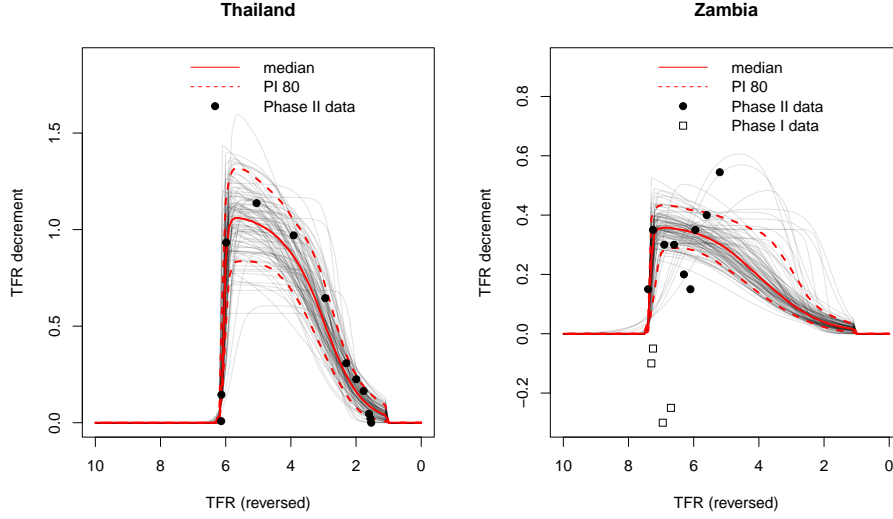 Thailand
TFR decrement
0.0
0.5
1.0
1.5
median
PI 80
Phase II data
10 8 6 4 2 0
TFR (reversed)
Zambia
TFR decrement
−0.2
0.0
0.2
0.4
0.6
0.8
median
PI 80
Phase II data
Phase I data
10 8 6 4 2 0
TFR (reversed)